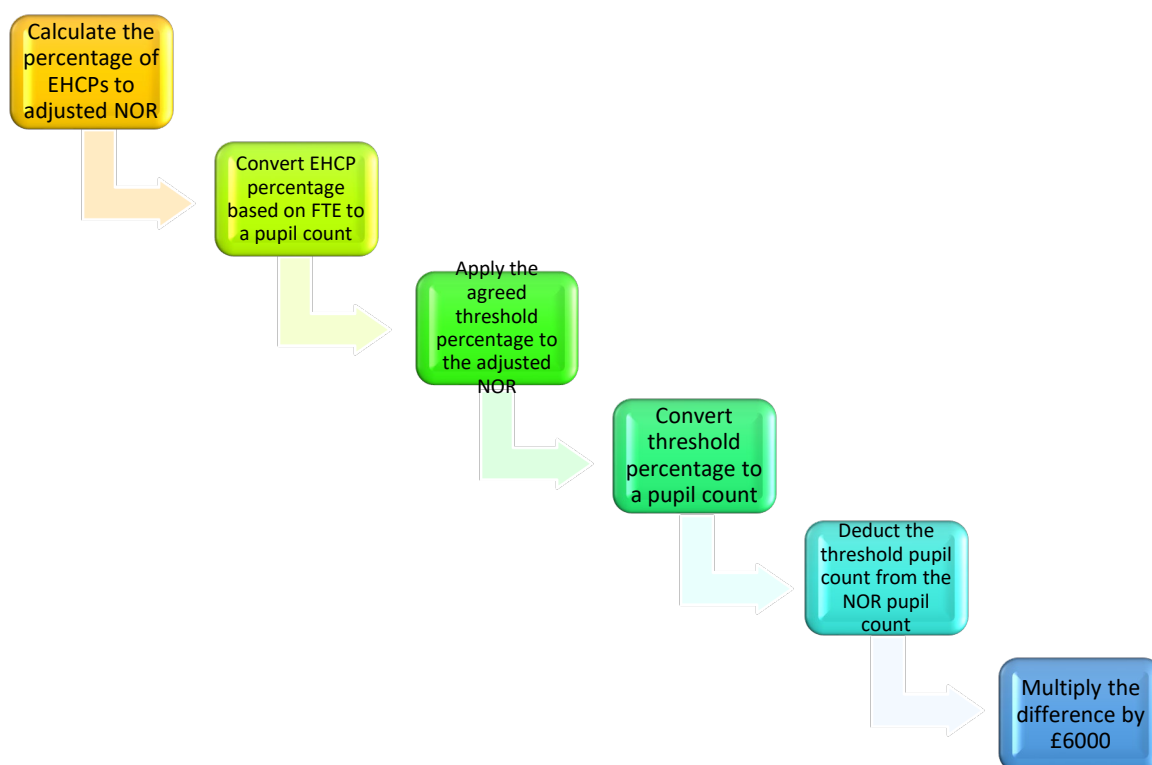 Calculate the
percentage of
EHCPs to
adjusted NOR
Convert EHCP
percentage
based on FTE to
a pupil count
Apply the
agreed
threshold
percentage to
the adjusted
NOR
Convert
threshold
percentage to
a pupil count
Deduct the
threshold pupil
count from the
NOR pupil
count
Multiply the
difference by
£6000